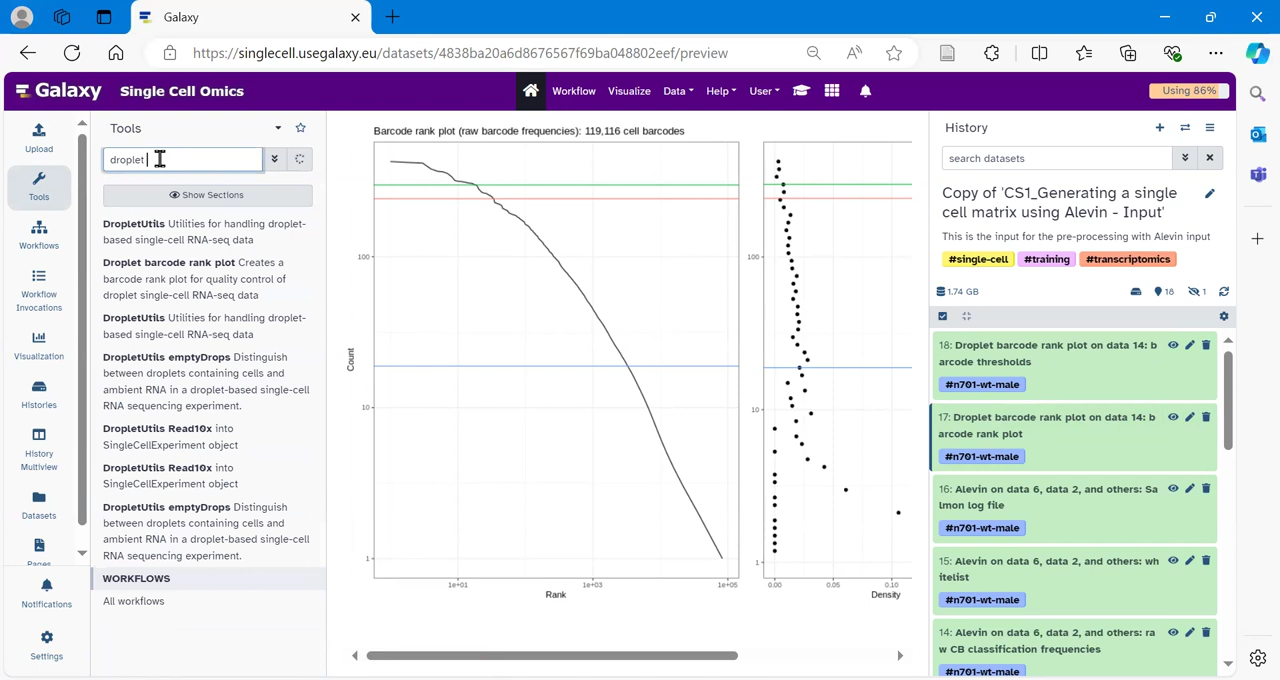 Galaxy
https://singlecell.usegalaxy.eu/datasets/4838ba20a6d8676567f69ba048802eef/preview
Galaxy
Single Cell Omics
Workflow
Visualize
Data
Help
User
Using 86%
Upload
Tools
Workflows
Workflow
Invocations
Visualization
Histories
History
Multiview
Datasets
Pages
Notifications
Settings
Tools
droplet
Show Sections
DropletUtils Utilities for handling droplet-
based single-cell RNA-seq data
Droplet barcode rank plot Creates a
barcode rank plot for quality control of
droplet single-cell RNA-seq data
DropletUtils Utilities for handling droplet-
based single-cell RNA-seq data
DropletUtils emptyDrops Distinguish
between droplets containing cells and
ambient RNA in a droplet-based single-cell
RNA sequencing experiment.
DropletUtils Read10x into
SingleCellExperiment object
DropletUtils Read10x into
SingleCellExperiment object
DropletUtils emptyDrops Distinguish
between droplets containing cells and
ambient RNA in a droplet-based single-cell
RNA sequencing experiment.
WORKFLOWS
All workflows
Barcode rank plot (raw barcode frequencies): 119,116 cell barcodes
Count
100
10
1
1e+01
1e+03
1e+05
Rank
100
10
1
0.00
0.05
0.10
Density
History
search datasets
Copy of 'CS1_Generating a single
cell matrix using Alevin - Input'
This is the input for the pre-processing with Alevin input
#single-cell
#training
#transcriptomics
1.74 GB
18
1
18: Droplet barcode rank plot on data 14: b
arcode thresholds
#n701-wt-male
17: Droplet barcode rank plot on data 14: b
arcode rank plot
#n701-wt-male
16: Alevin on data 6, data 2, and others: Sa
lmon log file
#n701-wt-male
15: Alevin on data 6, data 2, and others: wh
itelist
#n701-wt-male
14: Alevin on data 6, data 2, and others: ra
w CB classification frequencies
#n701-wt-male